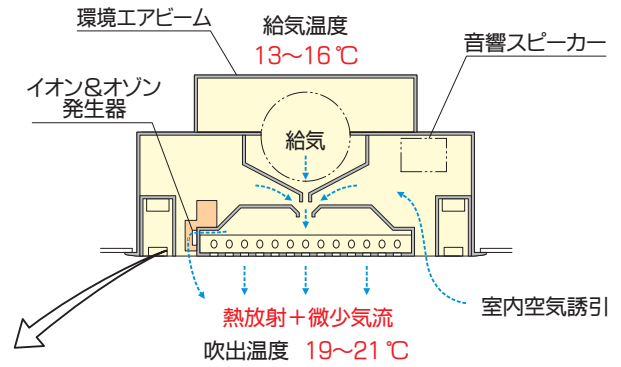 環境エアビーム
給気温度
13〜16℃
音響スピーカー
イオン&オゾン
発生器
給気
室内空気誘引
熱放射＋微少気流
吹出温度 19〜21℃